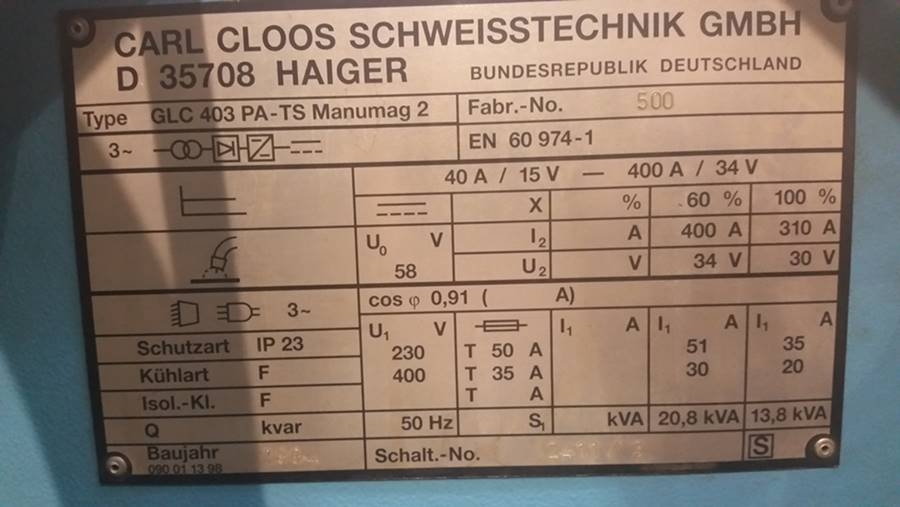 CARL CLOOS SCHWEISSTECHNIK GMBH
D 35708 HAIGER BUNDESREPUBLIK DEUTSCHLAND
Type GLC 403 PA-TS Manumag 2 Fabr.-No. 500
3~ EN 60 974-1
40 A / 15 V — 400 A / 34 V
X % 60 % 100 %
U₀ V I₂ A 400 A 310 A
58 U₂ V 34 V 30 V
3~ cos φ 0,91 ( A)
U₁ V I₁ A I₁ A I₁ A
Schutzart IP 23 230 T 50 A 51 35
Kühlart F 400 T 35 A 30 20
Isol.-Kl. F T A
Q kvar 50 Hz S₁ kVA 20,8 kVA 13,8 kVA
Baujahr Schalt.-No. S
090 01 13 98